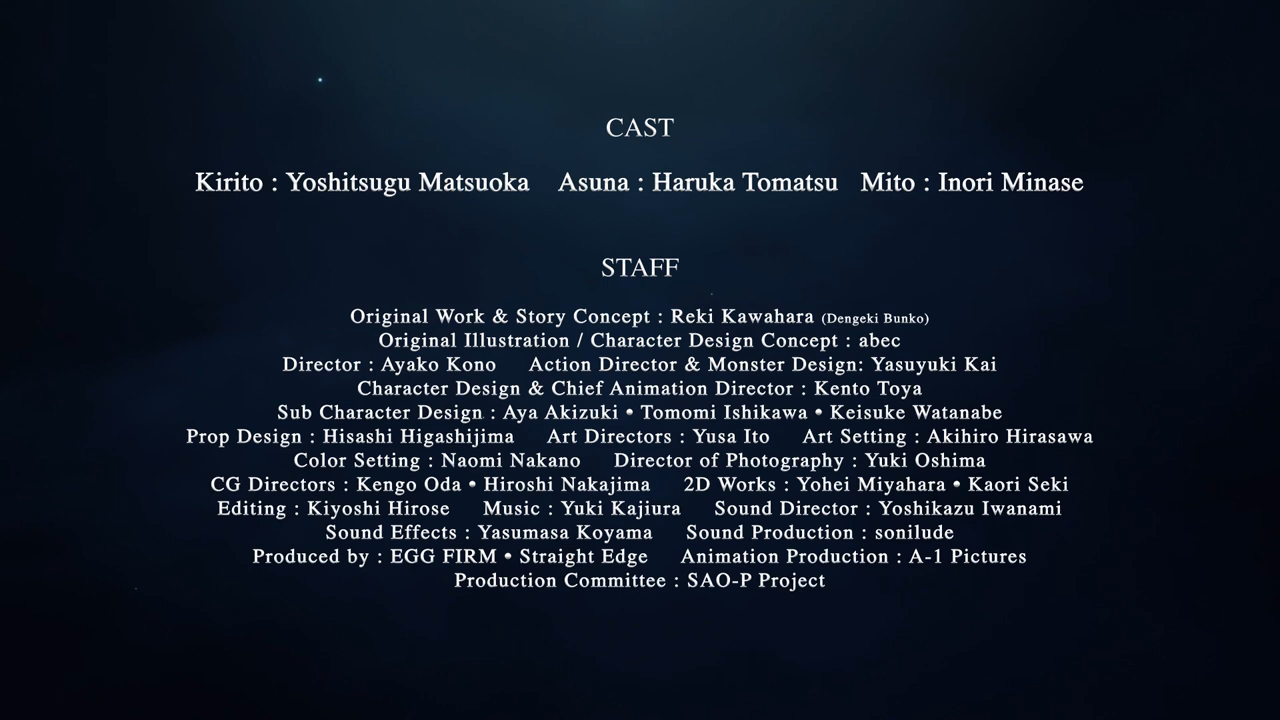 CAST
Kirito : Yoshitsugu Matsuoka Asuna : Haruka Tomatsu Mito : Inori Minase
STAFF
Original Work & Story Concept : Reki Kawahara (Dengeki Bunko)
Original Illustration / Character Design Concept : abec
Director : Ayako Kono Action Director & Monster Design: Yasuyuki Kai
Character Design & Chief Animation Director : Kento Toya
Sub Character Design : Aya Akizuki • Tomomi Ishikawa • Keisuke Watanabe
Prop Design : Hisashi Higashijima Art Directors : Yusa Ito Art Setting : Akihiro Hirasawa
Color Setting : Naomi Nakano Director of Photography : Yuki Oshima
CG Directors : Kengo Oda • Hiroshi Nakajima 2D Works : Yohei Miyahara • Kaori Seki
Editing : Kiyoshi Hirose Music : Yuki Kajiura Sound Director : Yoshikazu Iwanami
Sound Effects : Yasumasa Koyama Sound Production : sonilude
Produced by : EGG FIRM • Straight Edge Animation Production : A-1 Pictures
Production Committee : SAO-P Project